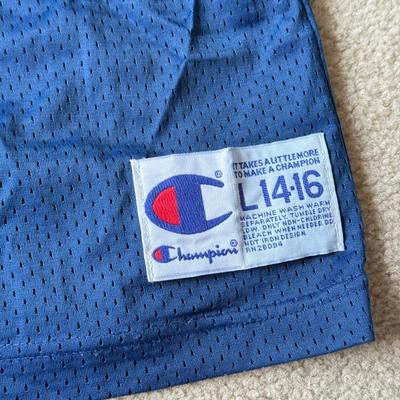 IT TAKES A LITTLE MORE
TO MAKE A CHAMPION
L 14-16
MACHINE WASH WARM
SEPARATELY. TUMBLE DRY
LOW. ONLY NON-CHLORINE
BLEACH WHEN NEEDED. DO
NOT IRON DESIGN
RN26094
Champion